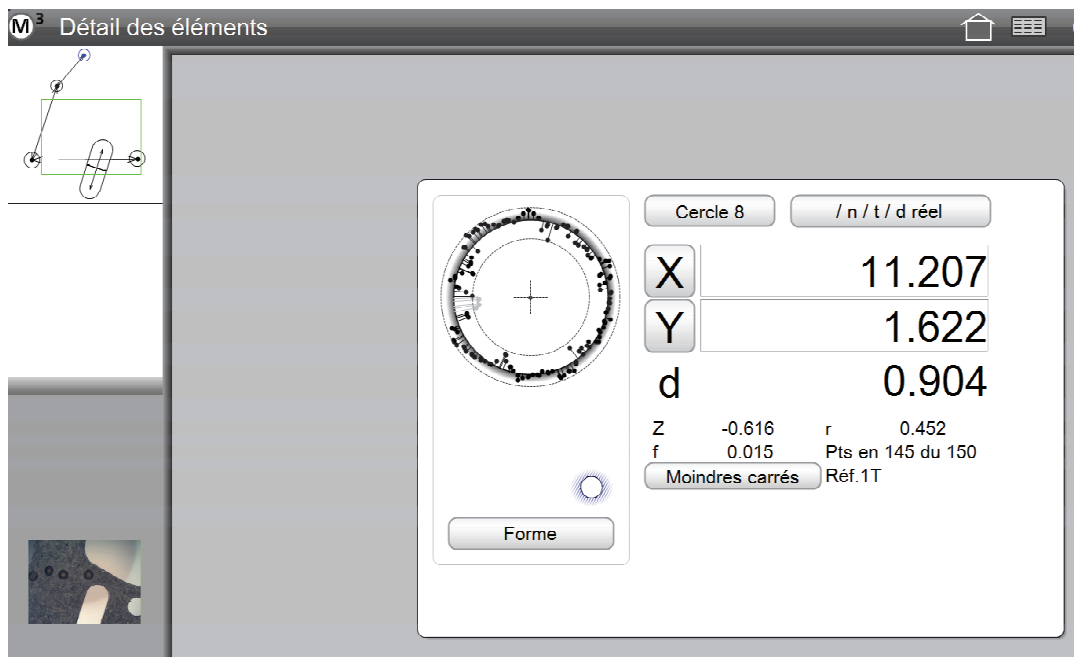 M3 Détail des éléments
Cercle 8 / n / t / d réel
X 11.207
Y 1.622
d 0.904
Z -0.616 r 0.452
f 0.015 Pts en 145 du 150
Moindres carrés Réf.1T
Forme